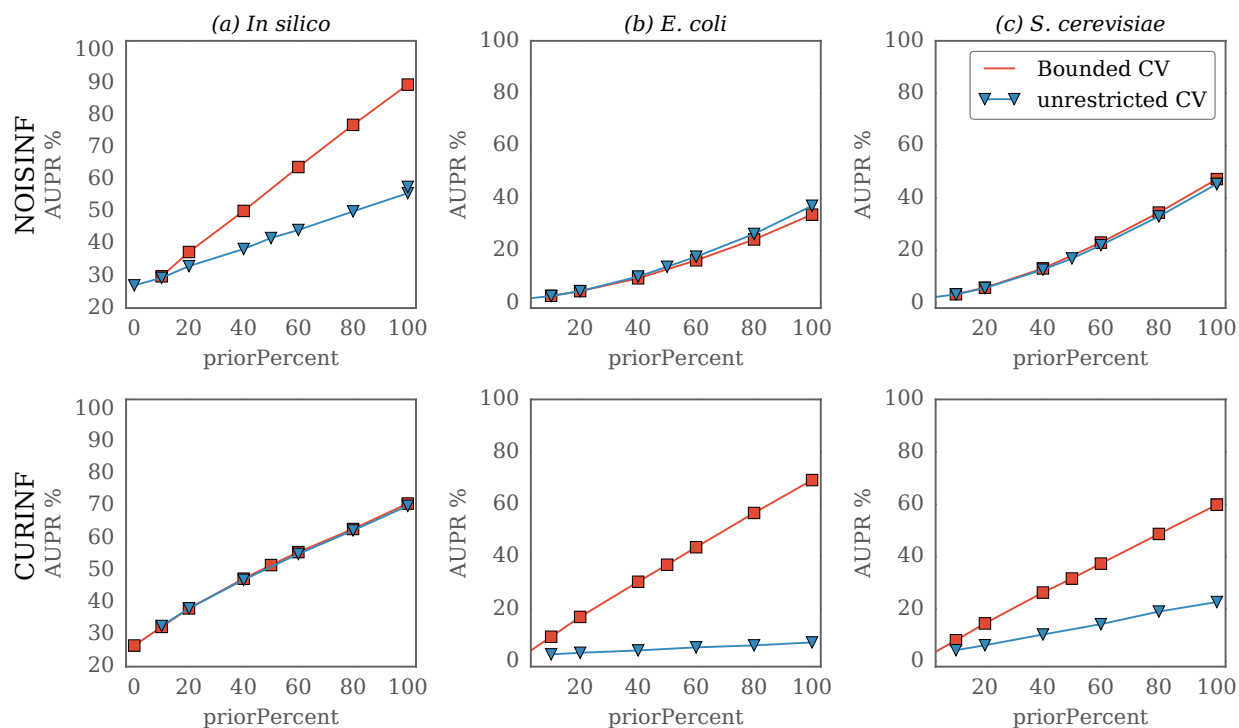 (a) In silico
(b) E. coli
(c) S. cerevisiae
NOISINF
AUPR %
100
90
80
70
60
50
40
30
20
0 20 40 60 80 100
priorPercent
AUPR %
100
80
60
40
20
0
20 40 60 80 100
priorPercent
AUPR %
100
80
60
40
20
0
20 40 60 80 100
priorPercent
Bounded CV
unrestricted CV
CURINF
AUPR %
100
90
80
70
60
50
40
30
20
0 20 40 60 80 100
priorPercent
AUPR %
100
80
60
40
20
0
20 40 60 80 100
priorPercent
AUPR %
100
80
60
40
20
0
20 40 60 80 100
priorPercent